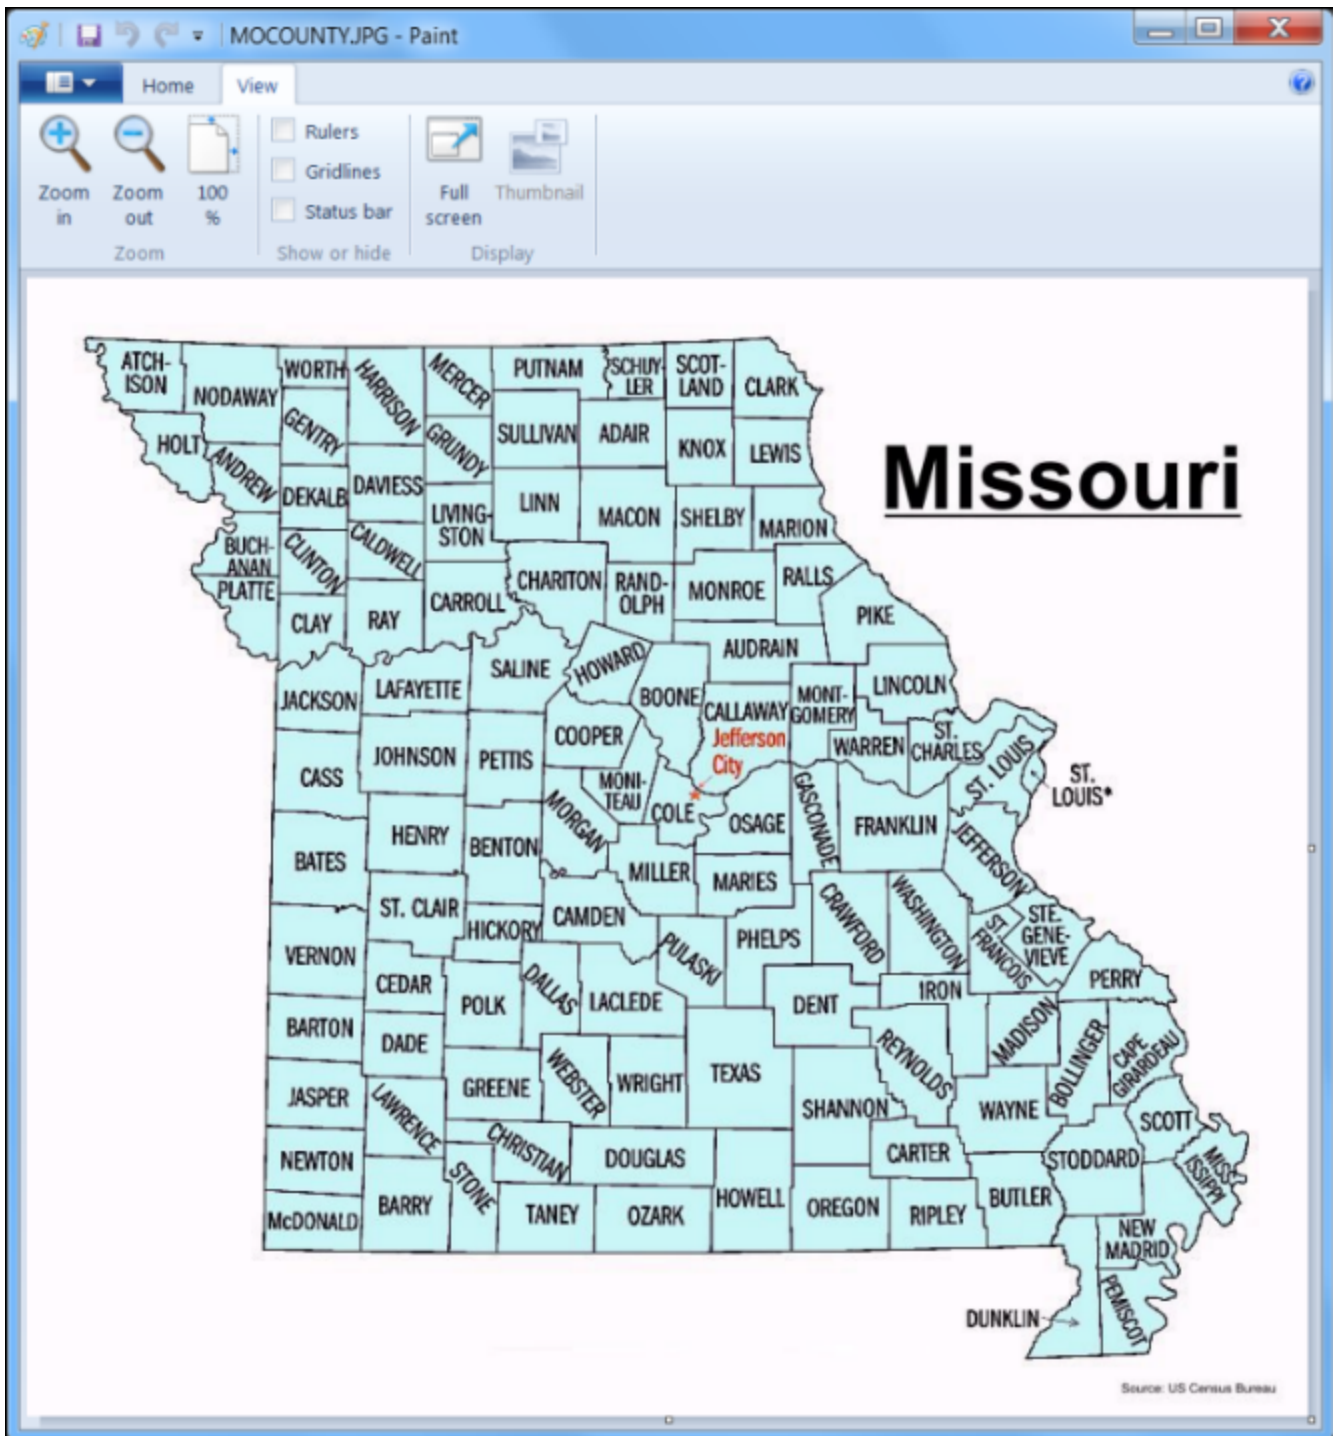 MOCOUNTY.JPG - Paint
Home
View
Zoom
in
Zoom
out
100
%
Rulers
Gridlines
Status bar
Full
screen
Thumbnail
Zoom
Show or hide
Display
Missouri
ATCH-
ISON
NODAWAY
WORTH
HARRISON
MERCER
PUTNAM
SCHUY-
LER
SCOT-
LAND
CLARK
HOLT
ANDREW
GENTRY
GRUNDY
SULLIVAN
ADAIR
KNOX
LEWIS
DEKALB
DAVIESS
LIVING-
STON
LINN
MACON
SHELBY
MARION
BUCH-
ANAN
CLINTON
CALDWELL
CHARITON
RAND-
OLPH
MONROE
RALLS
PLATTE
CLAY
RAY
CARROLL
PIKE
AUDRAIN
SALINE
HOWARD
BOONE
LINCOLN
JACKSON
LAFAYETTE
CALLAWAY
MONT-
GOMERY
COOPER
Jefferson
City
WARREN
ST.
CHARLES
ST. LOUIS
ST.
LOUIS*
CASS
JOHNSON
PETTIS
MONI-
TEAU
COLE
OSAGE
GASCONADE
FRANKLIN
JEFFERSON
HENRY
BENTON
MORGAN
BATES
MILLER
MARIES
ST. CLAIR
HICKORY
CAMDEN
PULASKI
PHELPS
CRAWFORD
WASHINGTON
ST.
FRANCOIS
STE.
GENE-
VIEVE
PERRY
VERNON
CEDAR
POLK
DALLAS
LACLEDE
DENT
IRON
MADISON
BOLLINGER
CAPE
GIRARDEAU
BARTON
DADE
REYNOLDS
JASPER
LAWRENCE
GREENE
WEBSTER
WRIGHT
TEXAS
SHANNON
WAYNE
SCOTT
NEWTON
CHRISTIAN
DOUGLAS
CARTER
STODDARD
MISS-
ISSIPPI
McDONALD
BARRY
STONE
TANEY
OZARK
HOWELL
OREGON
RIPLEY
BUTLER
NEW
MADRID
DUNKLIN
PEMISCOT
Source: US Census Bureau